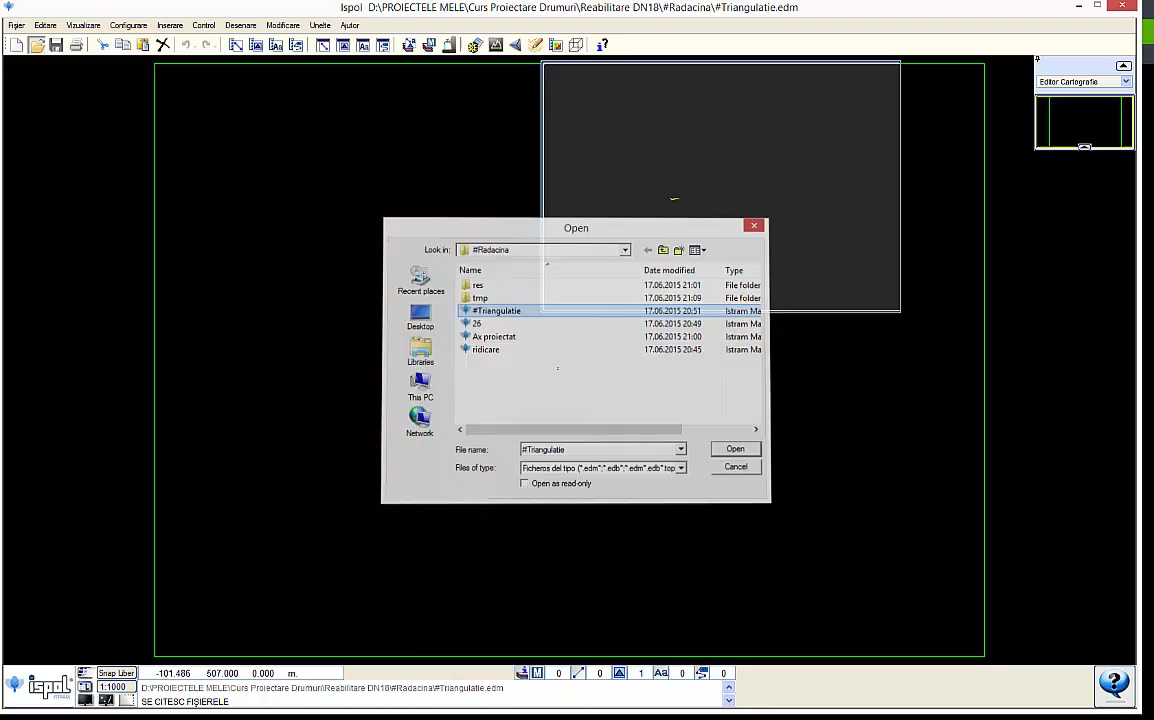 Ispol D:\PROIECTELE MELE\Curs Proiectare Drumuri\Reabilitare DN18\#Radacina\#Triangulatie.edm
Fișier Editare Vizualizare Configurare Inserare Control Desenare Modificare Unelte Ajutor
Editor Cartografie
Open
Look in: #Radacina
Name Date modified Type
res 17.06.2015 21:01 File folder
tmp 17.06.2015 21:09 File folder
#Triangulatie 17.06.2015 20:51 Istram Ma
26 17.06.2015 20:49 Istram Ma
Ax proiectat 17.06.2015 21:00 Istram Ma
ridicare 17.06.2015 20:45 Istram Ma
Recent places
Desktop
Libraries
This PC
Network
File name: #Triangulatie Open
Files of type: Ficheros del tipo (*.edm*;*.edb*;*.edm*.edb*.top Cancel
Open as read-only
Snap Liber -101.486 507.000 0.000 m. M 0 0 1 Aa 0 0
1:1000 D:\PROIECTELE MELE\Curs Proiectare Drumuri\Reabilitare DN18\#Radacina\#Triangulatie.edm
SE CITESC FIȘIERELE
ispol
ISTRAM